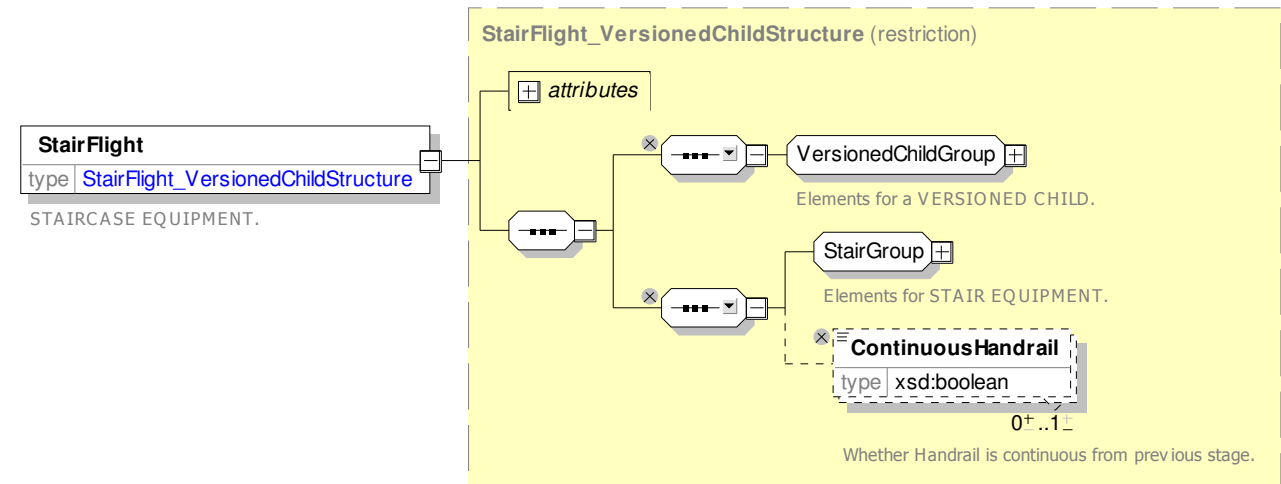 StairFlight_VersionedChildStructure (restriction)
attributes
StairFlight
type StairFlight_VersionedChildStructure
STAIRCASE EQUIPMENT.
VersionedChildGroup
Elements for a VERSIONED CHILD.
StairGroup
Elements for STAIR EQUIPMENT.
ContinuousHandrail
type xsd:boolean
0±..1±
Whether Handrail is continuous from previous stage.